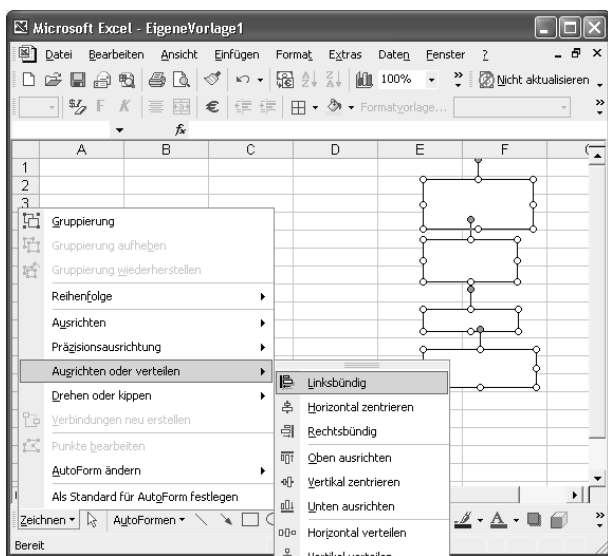 Microsoft Excel - EigeneVorlage1
Datei Bearbeiten Ansicht Einfügen Format Extras Daten Fenster ?
100% Nicht aktualisieren
F K € Formatvorlage...
fx
A B C D E F
1
2
3
Gruppierung
Gruppierung aufheben
Gruppierung wiederherstellen
Reihenfolge
Ausrichten
Präzisionsausrichtung
Ausrichten oder verteilen
Drehen oder kippen
Verbindungen neu erstellen
Punkte bearbeiten
AutoForm ändern
Als Standard für AutoForm festlegen
Linksbündig
Horizontal zentrieren
Rechtsbündig
Oben ausrichten
Vertikal zentrieren
Unten ausrichten
Horizontal verteilen
Vertikal verteilen
Zeichnen AutoFormen
Bereit